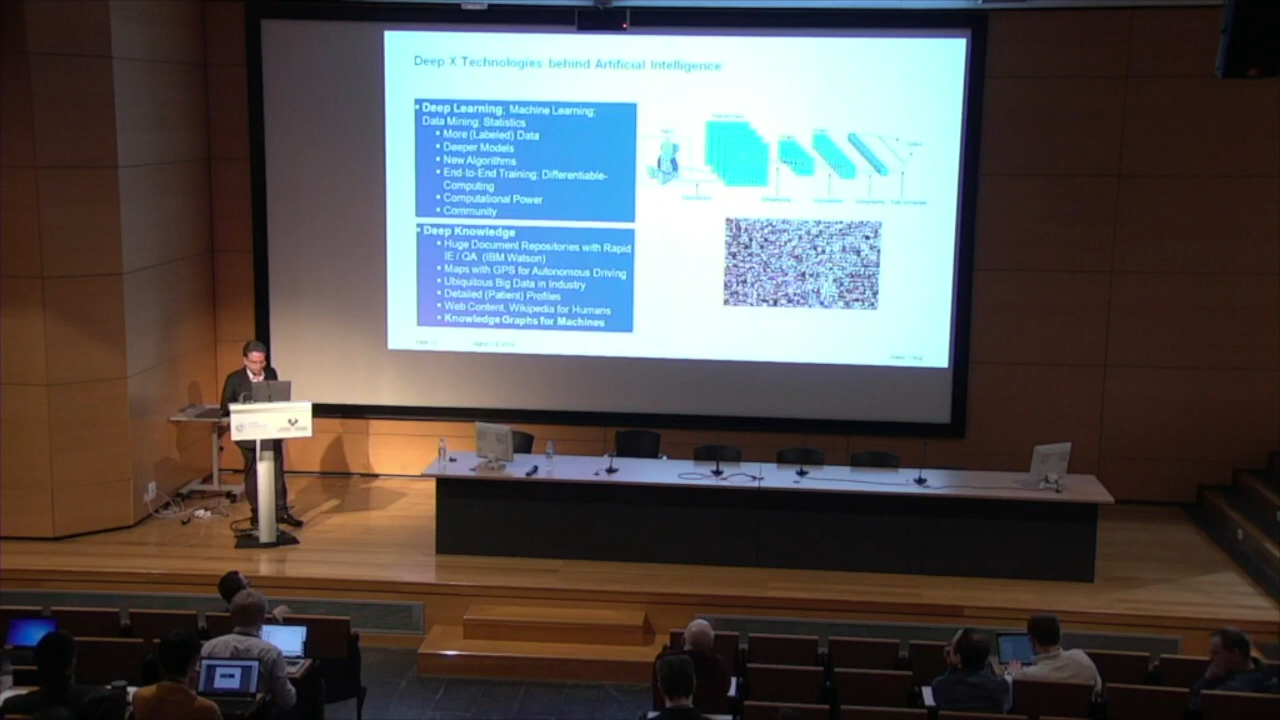 Deep X Technologies behind Artificial Intelligence
▪ Deep Learning; Machine Learning;
Data Mining; Statistics
▪ More (Labeled) Data
▪ Deeper Models
▪ New Algorithms
▪ End-to-End Training; Differentiable-
Computing
▪ Computational Power
▪ Community
▪ Deep Knowledge
▪ Huge Document Repositories with Rapid
IE / QA (IBM Watson)
▪ Maps with GPS for Autonomous Driving
▪ Ubiquitous Big Data in Industry
▪ Detailed (Patient) Profiles
▪ Web Content, Wikipedia for Humans
▪ Knowledge Graphs for Machines